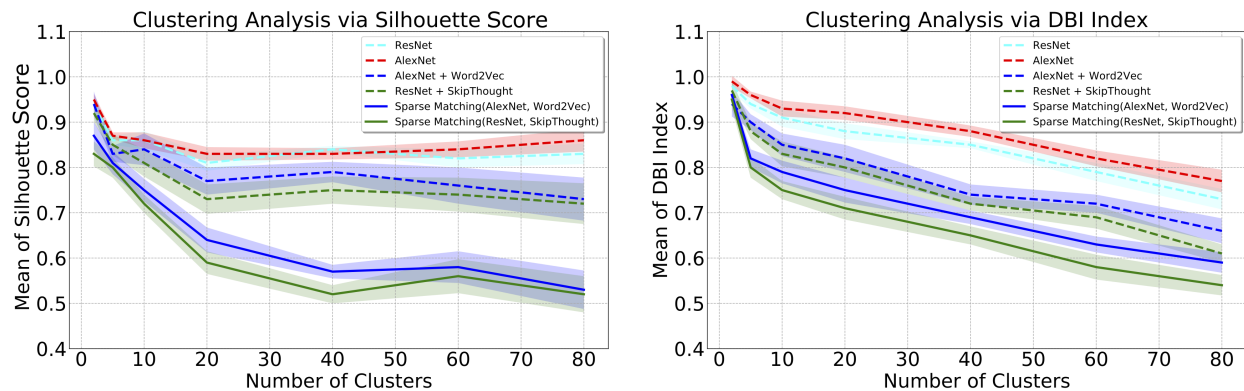 Clustering Analysis via Silhouette Score
Mean of Silhouette Score
1.1
1.0
0.9
0.8
0.7
0.6
0.5
0.4
ResNet
AlexNet
AlexNet + Word2Vec
ResNet + SkipThought
Sparse Matching(AlexNet, Word2Vec)
Sparse Matching(ResNet, SkipThought)
0 10 20 30 40 50 60 70 80
Number of Clusters
Clustering Analysis via DBI Index
Mean of DBI Index
1.1
1.0
0.9
0.8
0.7
0.6
0.5
0.4
ResNet
AlexNet
AlexNet + Word2Vec
ResNet + SkipThought
Sparse Matching(AlexNet, Word2Vec)
Sparse Matching(ResNet, SkipThought)
0 10 20 30 40 50 60 70 80
Number of Clusters